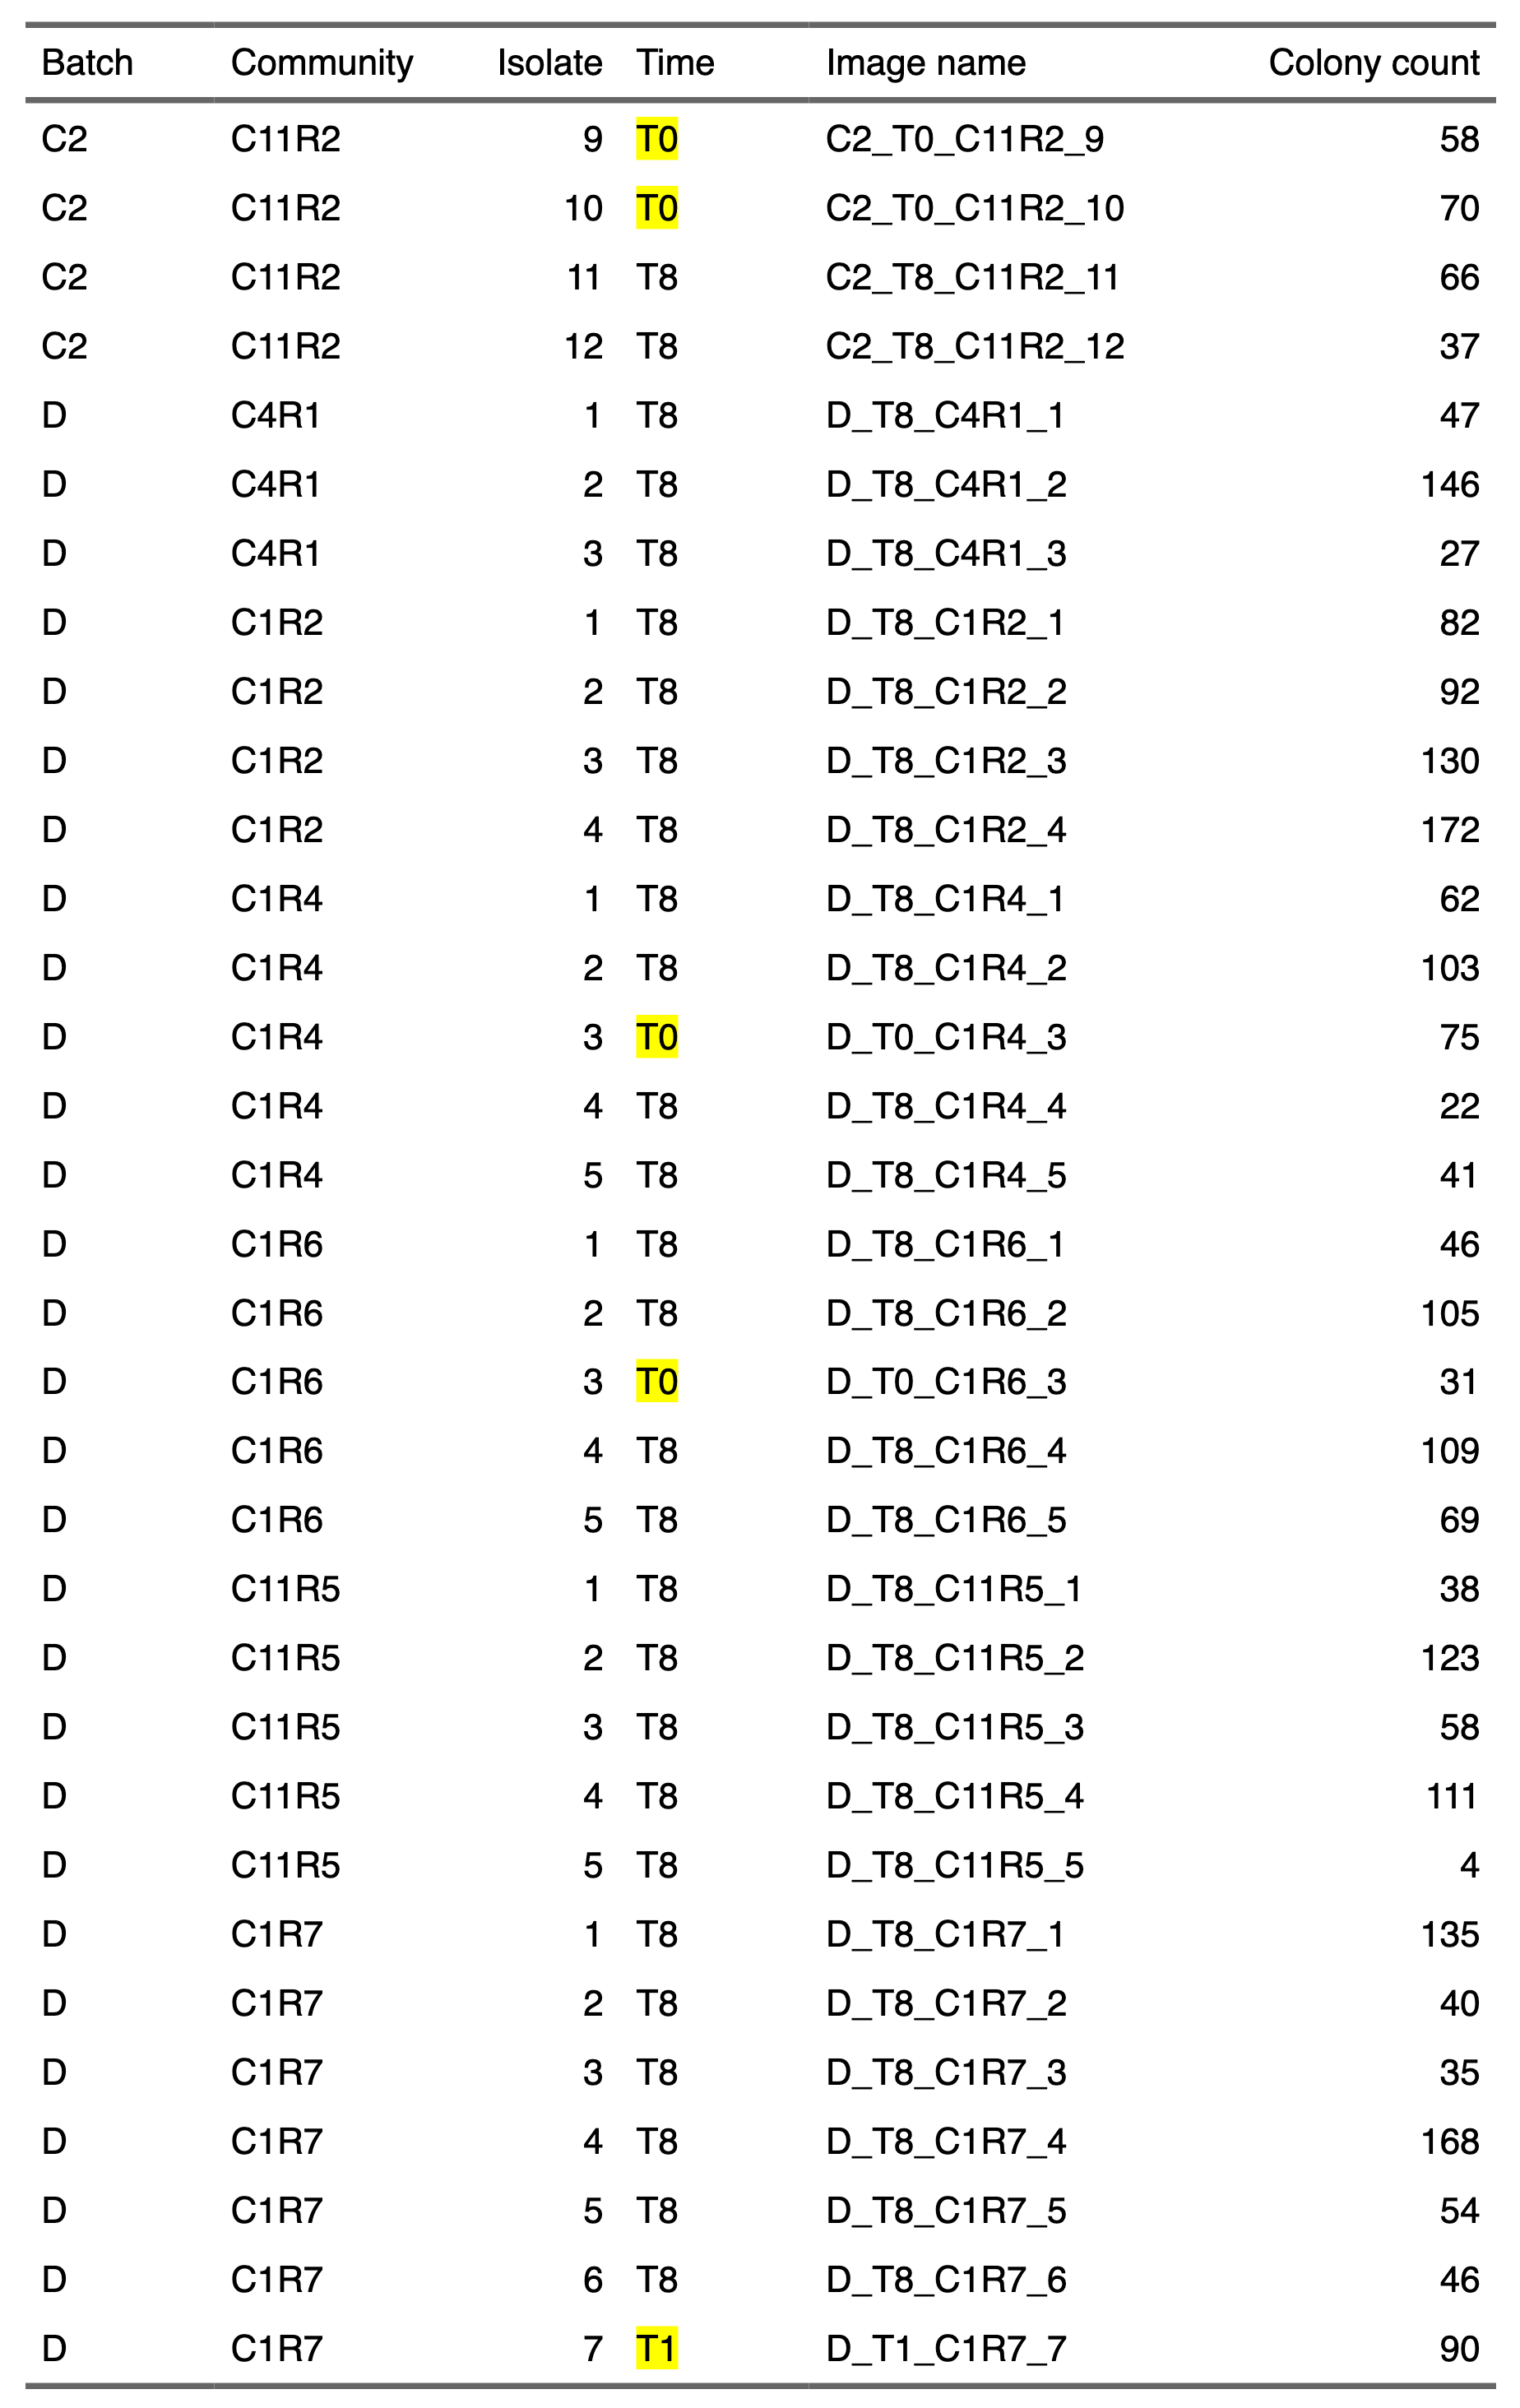 Batch Community Isolate Time Image name Colony count
C2 C11R2 9 T0 C2_T0_C11R2_9 58
C2 C11R2 10 T0 C2_T0_C11R2_10 70
C2 C11R2 11 T8 C2_T8_C11R2_11 66
C2 C11R2 12 T8 C2_T8_C11R2_12 37
D C4R1 1 T8 D_T8_C4R1_1 47
D C4R1 2 T8 D_T8_C4R1_2 146
D C4R1 3 T8 D_T8_C4R1_3 27
D C1R2 1 T8 D_T8_C1R2_1 82
D C1R2 2 T8 D_T8_C1R2_2 92
D C1R2 3 T8 D_T8_C1R2_3 130
D C1R2 4 T8 D_T8_C1R2_4 172
D C1R4 1 T8 D_T8_C1R4_1 62
D C1R4 2 T8 D_T8_C1R4_2 103
D C1R4 3 T0 D_T0_C1R4_3 75
D C1R4 4 T8 D_T8_C1R4_4 22
D C1R4 5 T8 D_T8_C1R4_5 41
D C1R6 1 T8 D_T8_C1R6_1 46
D C1R6 2 T8 D_T8_C1R6_2 105
D C1R6 3 T0 D_T0_C1R6_3 31
D C1R6 4 T8 D_T8_C1R6_4 109
D C1R6 5 T8 D_T8_C1R6_5 69
D C11R5 1 T8 D_T8_C11R5_1 38
D C11R5 2 T8 D_T8_C11R5_2 123
D C11R5 3 T8 D_T8_C11R5_3 58
D C11R5 4 T8 D_T8_C11R5_4 111
D C11R5 5 T8 D_T8_C11R5_5 4
D C1R7 1 T8 D_T8_C1R7_1 135
D C1R7 2 T8 D_T8_C1R7_2 40
D C1R7 3 T8 D_T8_C1R7_3 35
D C1R7 4 T8 D_T8_C1R7_4 168
D C1R7 5 T8 D_T8_C1R7_5 54
D C1R7 6 T8 D_T8_C1R7_6 46
D C1R7 7 T1 D_T1_C1R7_7 90